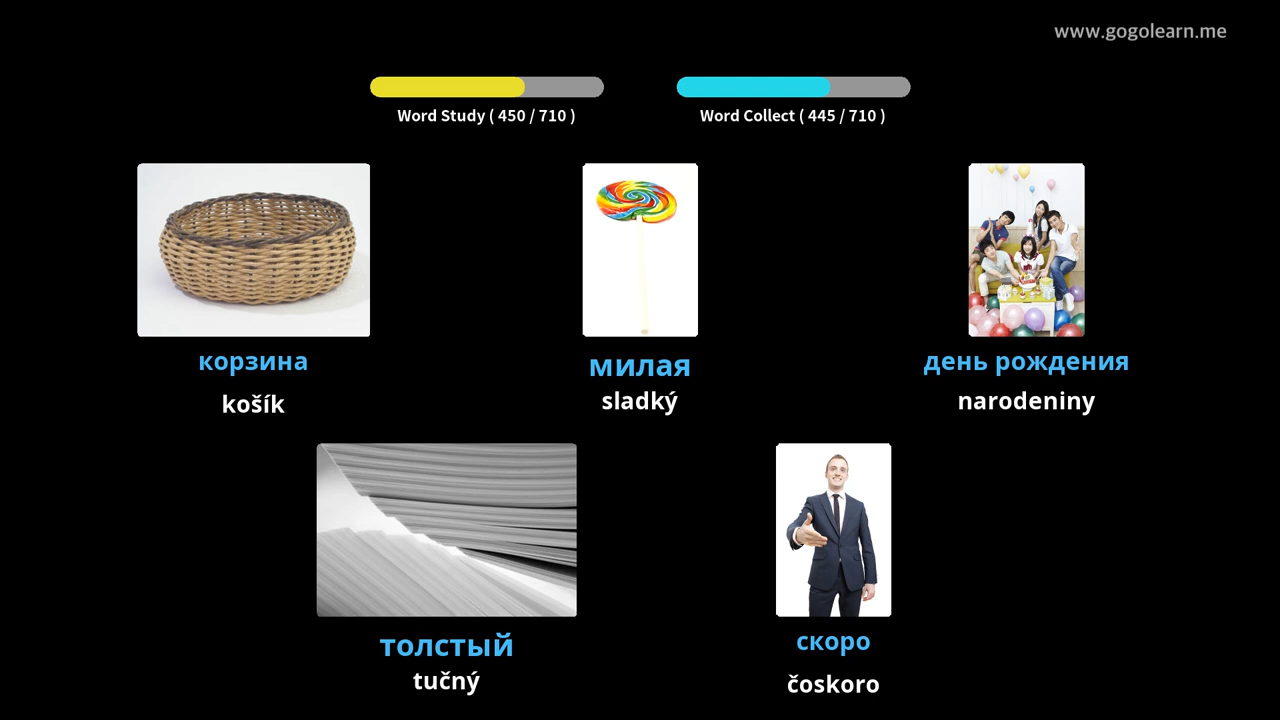 www.gogolearn.me
Word Study ( 450 / 710 )
Word Collect ( 445 / 710 )
корзина
košík
милая
sladký
день рождения
narodeniny
толстый
tučný
скоро
čoskoro